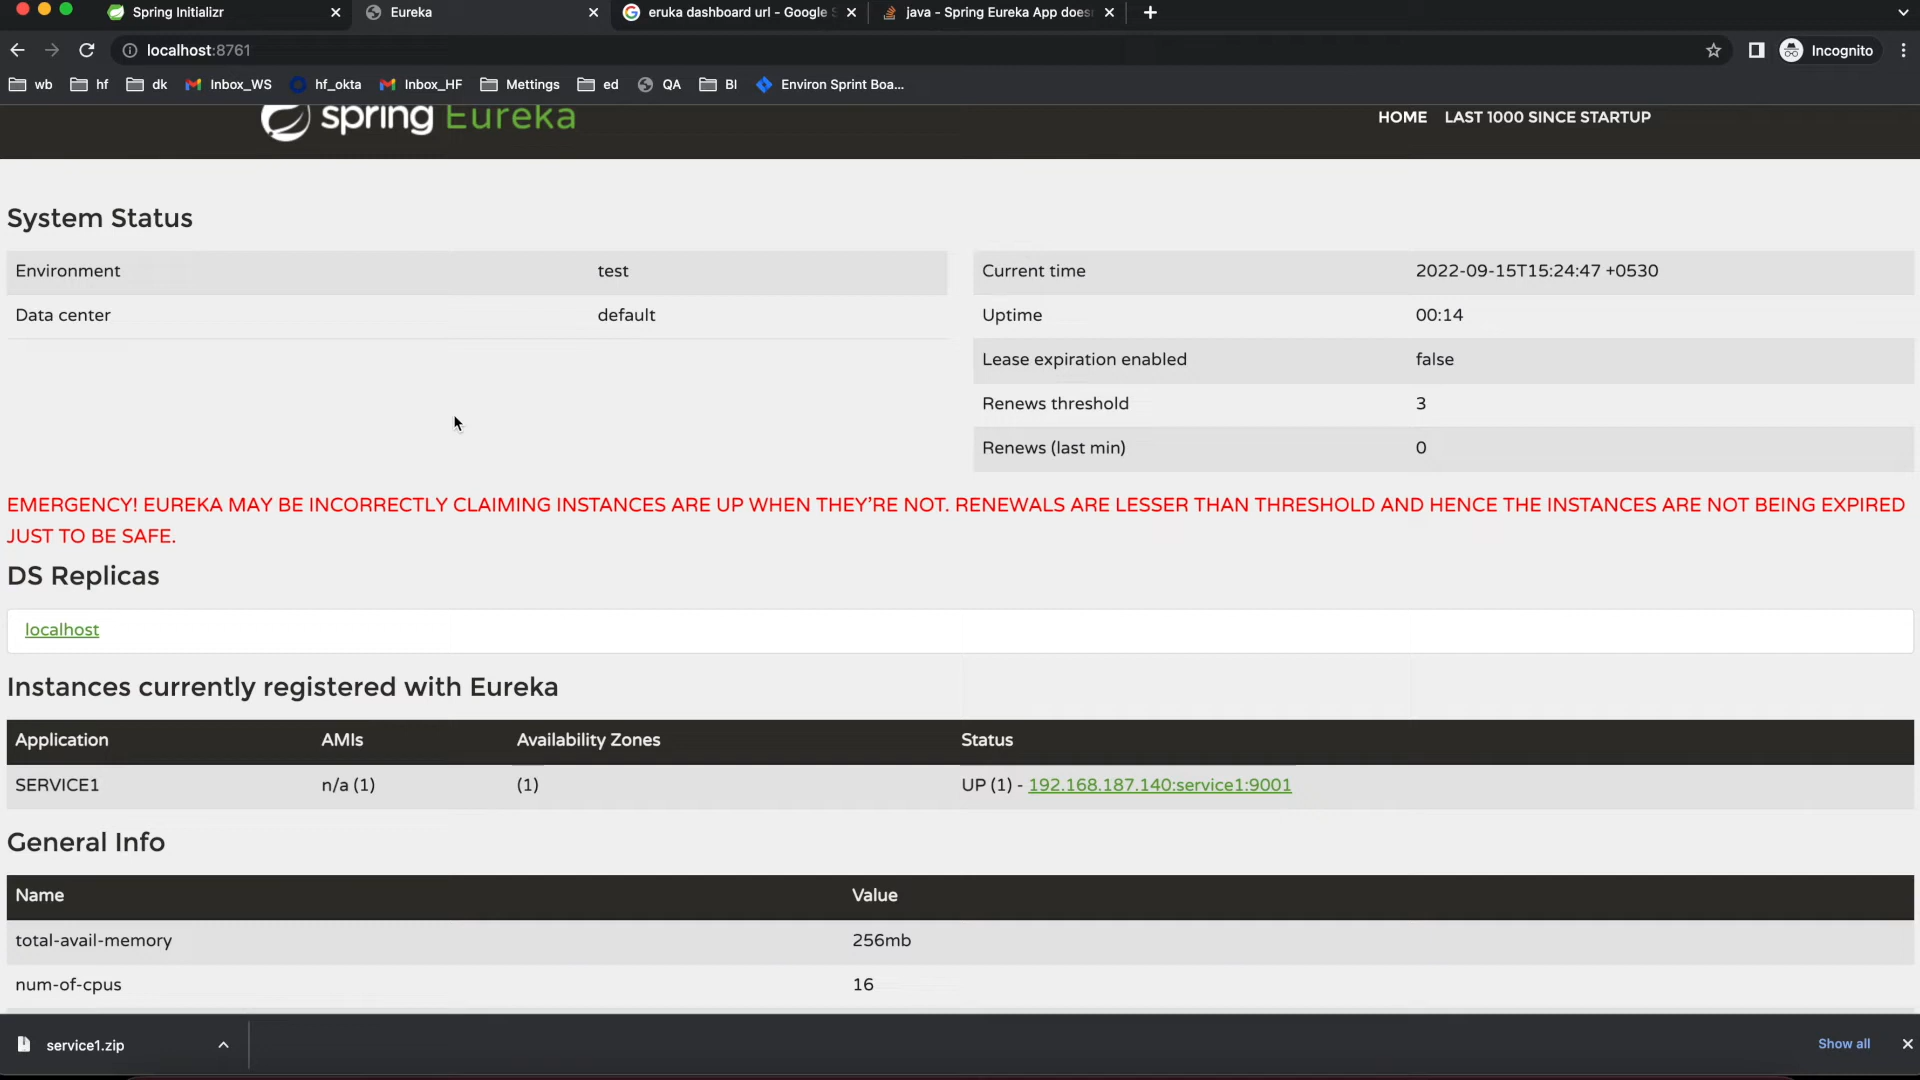 Spring Initializr
Eureka
eruka dashboard url - Google S
java - Spring Eureka App does
localhost:8761
Incognito
wb hf dk Inbox_WS hf_okta Inbox_HF Mettings ed QA BI Environ Sprint Boa...
spring Eureka
HOME LAST 1000 SINCE STARTUP
System Status
Environment test
Data center default
Current time 2022-09-15T15:24:47 +0530
Uptime 00:14
Lease expiration enabled false
Renews threshold 3
Renews (last min) 0
EMERGENCY! EUREKA MAY BE INCORRECTLY CLAIMING INSTANCES ARE UP WHEN THEY'RE NOT. RENEWALS ARE LESSER THAN THRESHOLD AND HENCE THE INSTANCES ARE NOT BEING EXPIRED
JUST TO BE SAFE.
DS Replicas
localhost
Instances currently registered with Eureka
Application AMIs Availability Zones Status
SERVICE1 n/a (1) (1) UP (1) - 192.168.187.140:service1:9001
General Info
Name Value
total-avail-memory 256mb
num-of-cpus 16
service1.zip
Show all